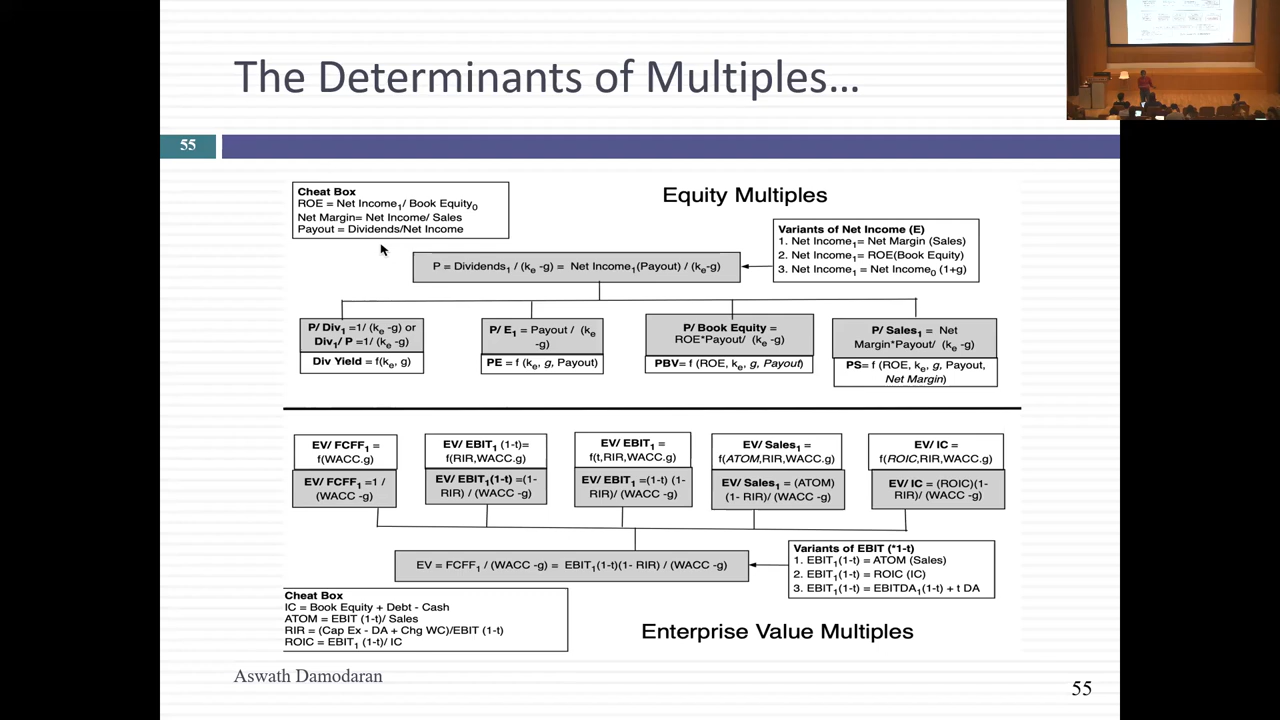 The Determinants of Multiples…
55
Cheat Box
ROE = Net Income₁/ Book Equity₀
Net Margin= Net Income/ Sales
Payout = Dividends/Net Income
Equity Multiples
Variants of Net Income (E)
1. Net Income₁= Net Margin (Sales)
2. Net Income₁= ROE(Book Equity)
3. Net Income₁ = Net Income₀ (1+g)
P = Dividends₁ / (kₑ -g) = Net Income₁(Payout) / (kₑ-g)
P/ Div₁ =1/ (kₑ -g) or
Div₁/ P =1/ (kₑ -g)
Div Yield = f(kₑ, g)
P/ E₁ = Payout / (kₑ
-g)
PE = f (kₑ, g, Payout)
P/ Book Equity =
ROE*Payout/ (kₑ -g)
PBV= f (ROE, kₑ, g, Payout)
P/ Sales₁ = Net
Margin*Payout/ (kₑ -g)
PS= f (ROE, kₑ, g, Payout,
Net Margin)
EV/ FCFF₁ =
f(WACC.g)
EV/ FCFF₁ =1 /
(WACC -g)
EV/ EBIT₁ (1-t)=
f(RIR,WACC.g)
EV/ EBIT₁(1-t) =(1-
RIR) / (WACC -g)
EV/ EBIT₁ =
f(t,RIR,WACC.g)
EV/ EBIT₁ =(1-t) (1-
RIR)/ (WACC -g)
EV/ Sales₁ =
f(ATOM,RIR,WACC.g)
EV/ Sales₁ = (ATOM)
(1- RIR)/ (WACC -g)
EV/ IC =
f(ROIC,RIR,WACC.g)
EV/ IC = (ROIC)(1-
RIR)/ (WACC -g)
EV = FCFF₁ / (WACC -g) = EBIT₁(1-t)(1- RIR) / (WACC -g)
Variants of EBIT (*1-t)
1. EBIT₁(1-t) = ATOM (Sales)
2. EBIT₁(1-t) = ROIC (IC)
3. EBIT₁(1-t) = EBITDA₁(1-t) + t DA
Cheat Box
IC = Book Equity + Debt - Cash
ATOM = EBIT (1-t)/ Sales
RIR = (Cap Ex - DA + Chg WC)/EBIT (1-t)
ROIC = EBIT₁ (1-t)/ IC
Enterprise Value Multiples
Aswath Damodaran
55